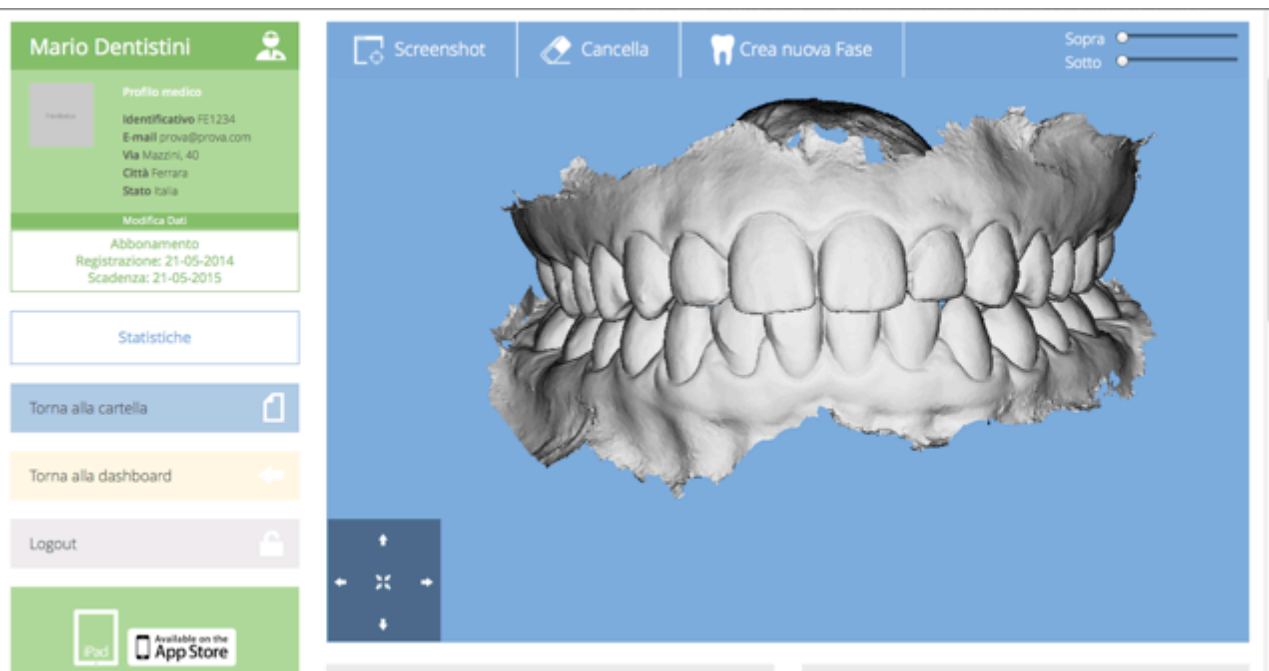 Mario Dentistini
Profilo medico
Identificativo FE1234
E-mail prova@prova.com
Via Mazzini, 40
Città Ferrara
Stato Italia
Modifica Dati
Abbonamento
Registrazione: 21-05-2014
Scadenza: 21-05-2015
Statistiche
Torna alla cartella
Torna alla dashboard
Logout
iPad
Available on the
App Store
Screenshot
Cancella
Crea nuova Fase
Sopra
Sotto